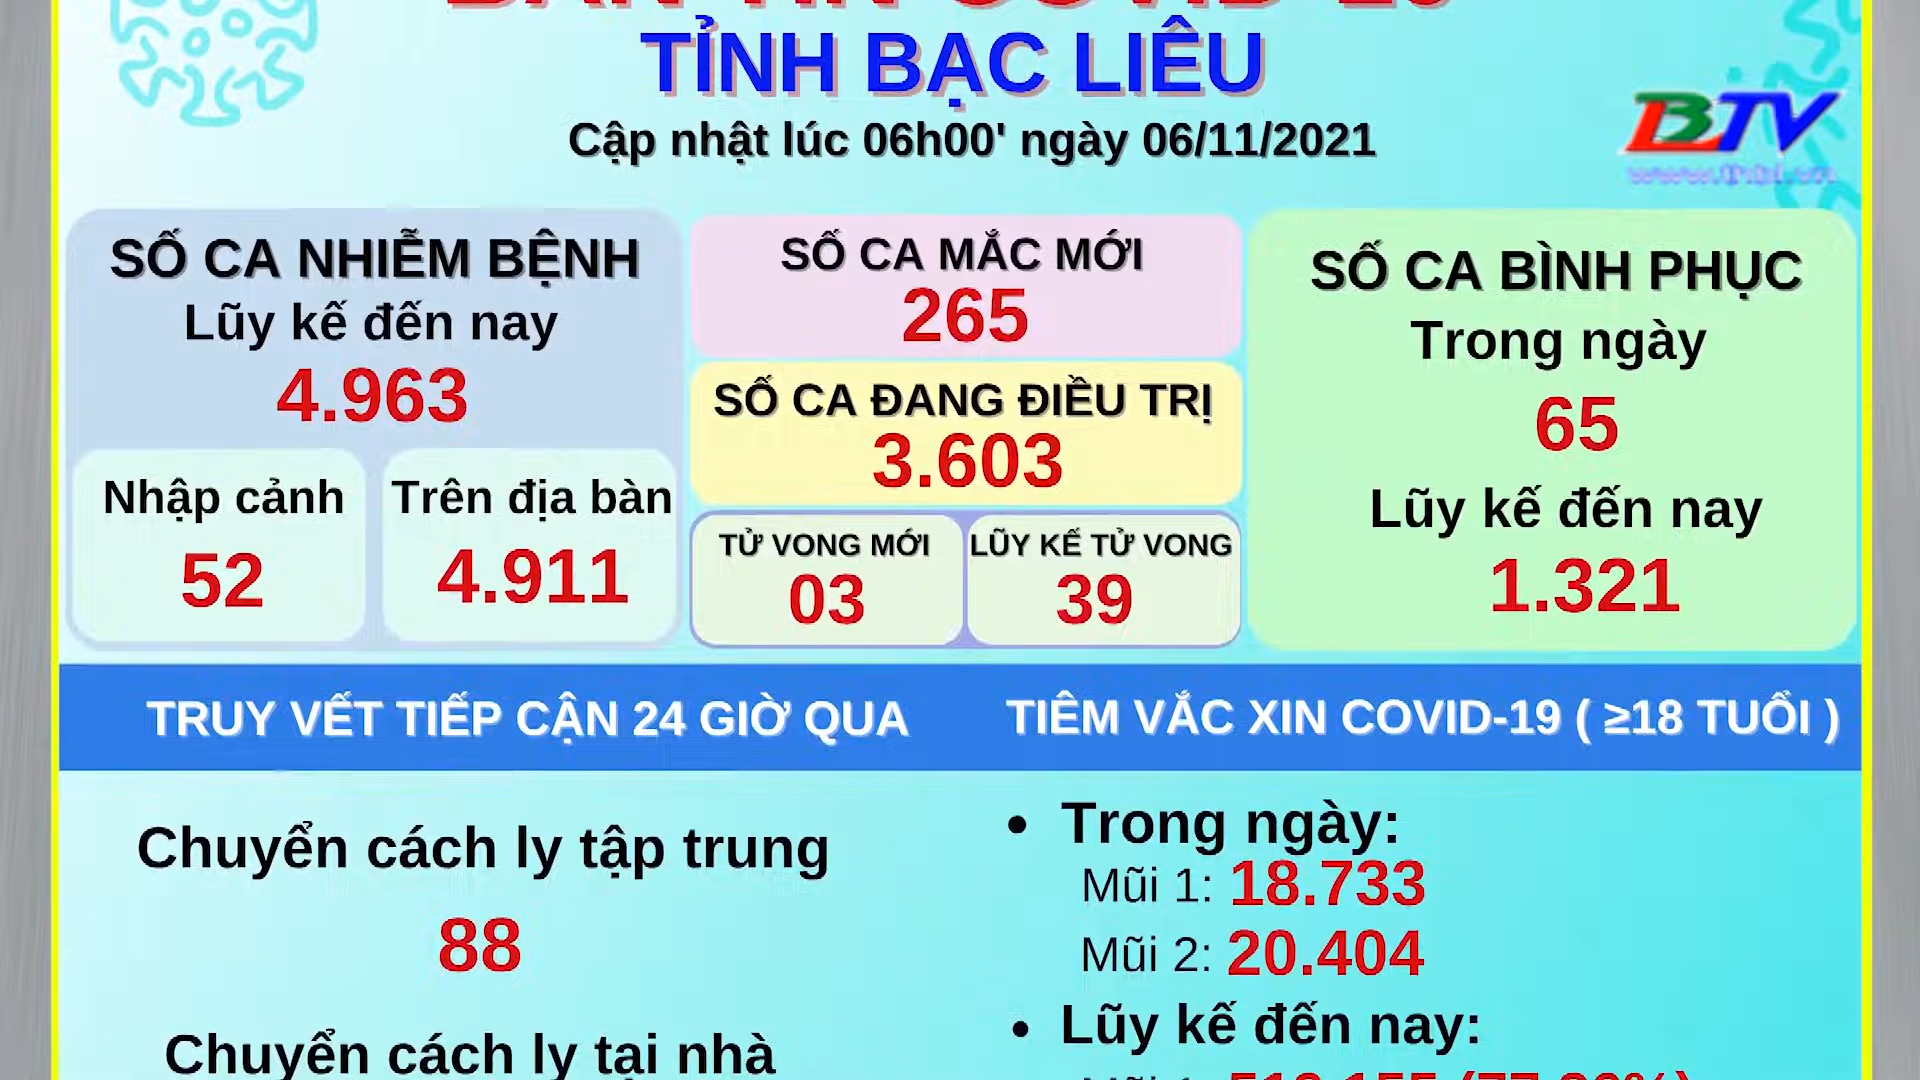 BẢN TIN COVID-19
TỈNH BẠC LIÊU
Cập nhật lúc 06h00' ngày 06/11/2021
BTV
SỐ CA NHIỄM BỆNH
Lũy kế đến nay
4.963
Nhập cảnh
52
Trên địa bàn
4.911
SỐ CA MẮC MỚI
265
SỐ CA ĐANG ĐIỀU TRỊ
3.603
TỬ VONG MỚI
03
LŨY KẾ TỬ VONG
39
SỐ CA BÌNH PHỤC
Trong ngày
65
Lũy kế đến nay
1.321
TRUY VẾT TIẾP CẬN 24 GIỜ QUA
Chuyển cách ly tập trung
88
Chuyển cách ly tại nhà
TIÊM VẮC XIN COVID-19 ( ≥18 TUỔI )
• Trong ngày:
Mũi 1: 18.733
Mũi 2: 20.404
• Lũy kế đến nay: